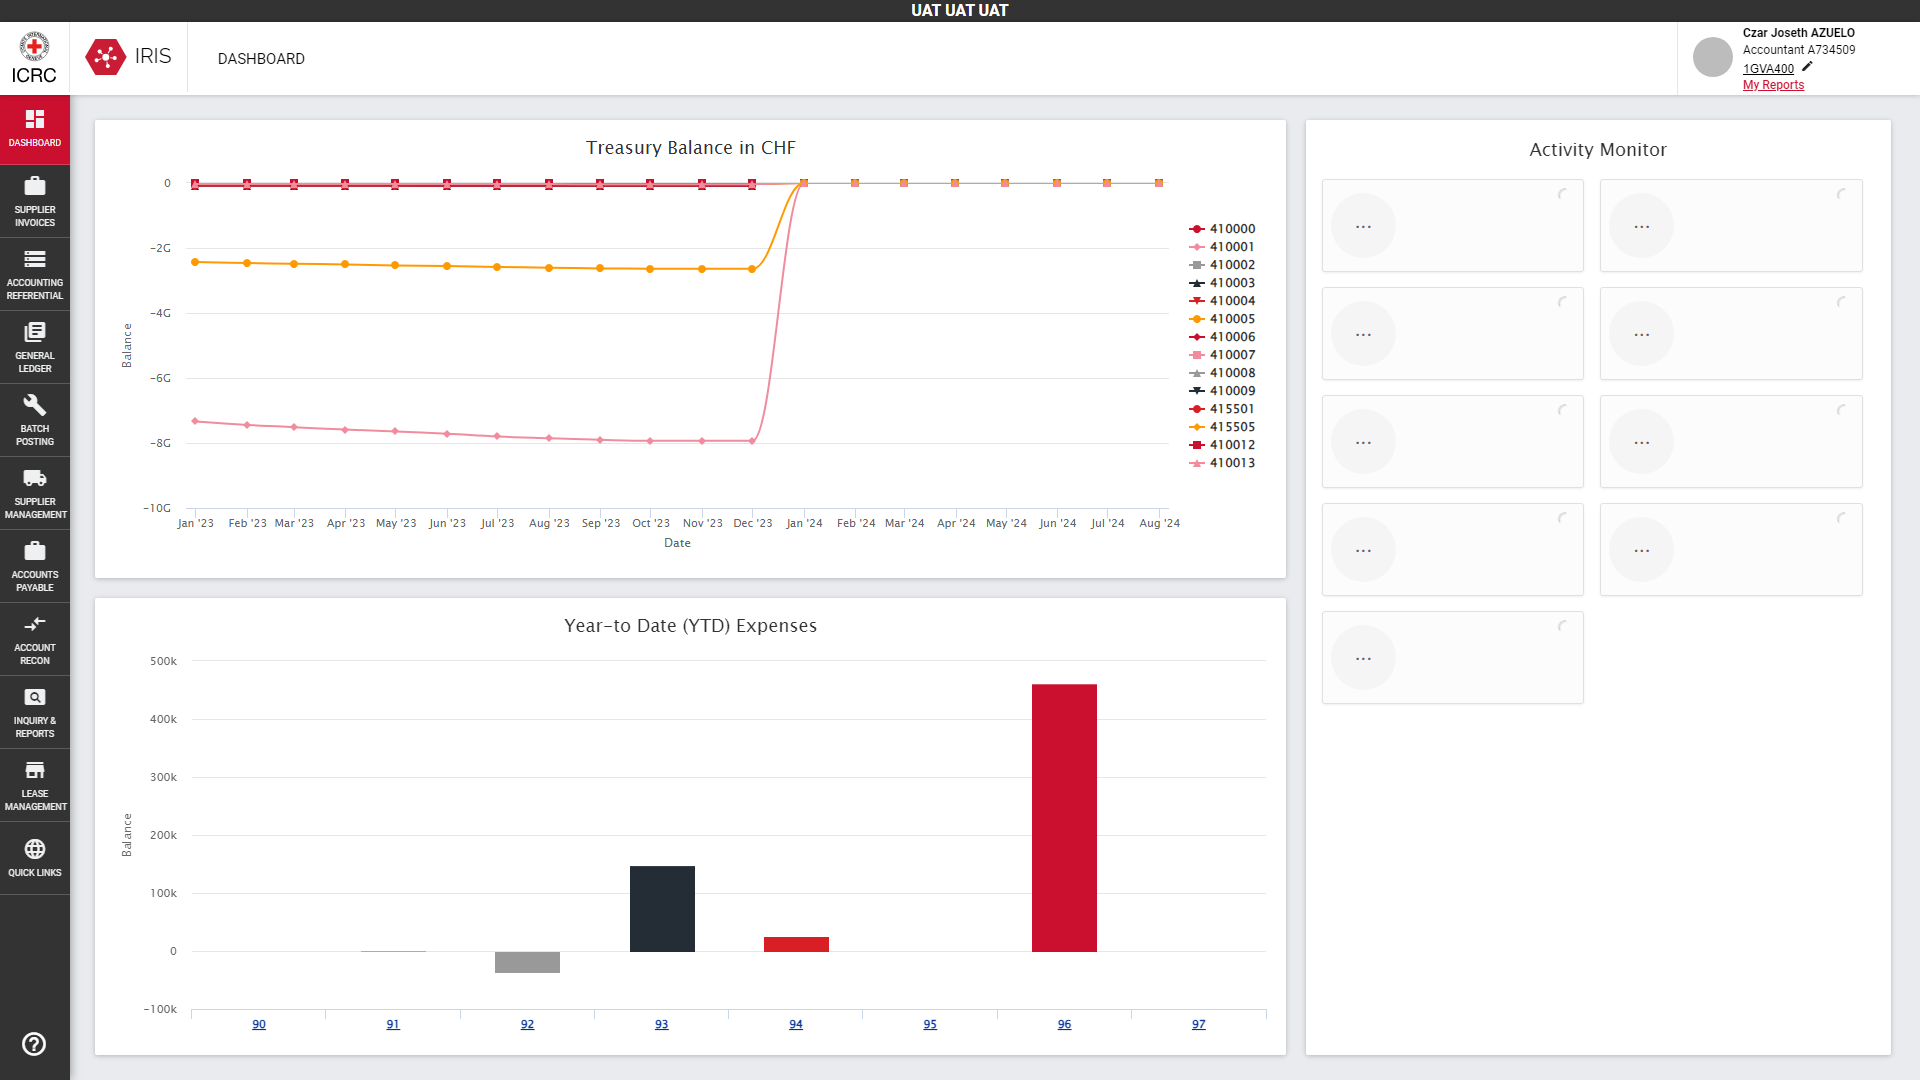 UAT UAT UAT
ICRC
IRIS
DASHBOARD
Czar Joseth AZUELO
Accountant A734509
1GVA400
My Reports
DASHBOARD
SUPPLIER
INVOICES
ACCOUNTING
REFERENTIAL
GENERAL
LEDGER
BATCH
POSTING
SUPPLIER
MANAGEMENT
ACCOUNTS
PAYABLE
ACCOUNT
RECON
INQUIRY &
REPORTS
LEASE
MANAGEMENT
QUICK LINKS
Treasury Balance in CHF
0
−2G
−4G
−6G
−8G
−10G
Balance
Jan '23 Feb '23 Mar '23 Apr '23 May '23 Jun '23 Jul '23 Aug '23 Sep '23 Oct '23 Nov '23 Dec '23 Jan '24 Feb '24 Mar '24 Apr '24 May '24 Jun '24 Jul '24 Aug '24
Date
410000
410001
410002
410003
410004
410005
410006
410007
410008
410009
415501
415505
410012
410013
Year-to Date (YTD) Expenses
500k
400k
300k
200k
100k
0
−100k
Balance
90 91 92 93 94 95 96 97
Activity Monitor
... ...
... ...
... ...
... ...
...